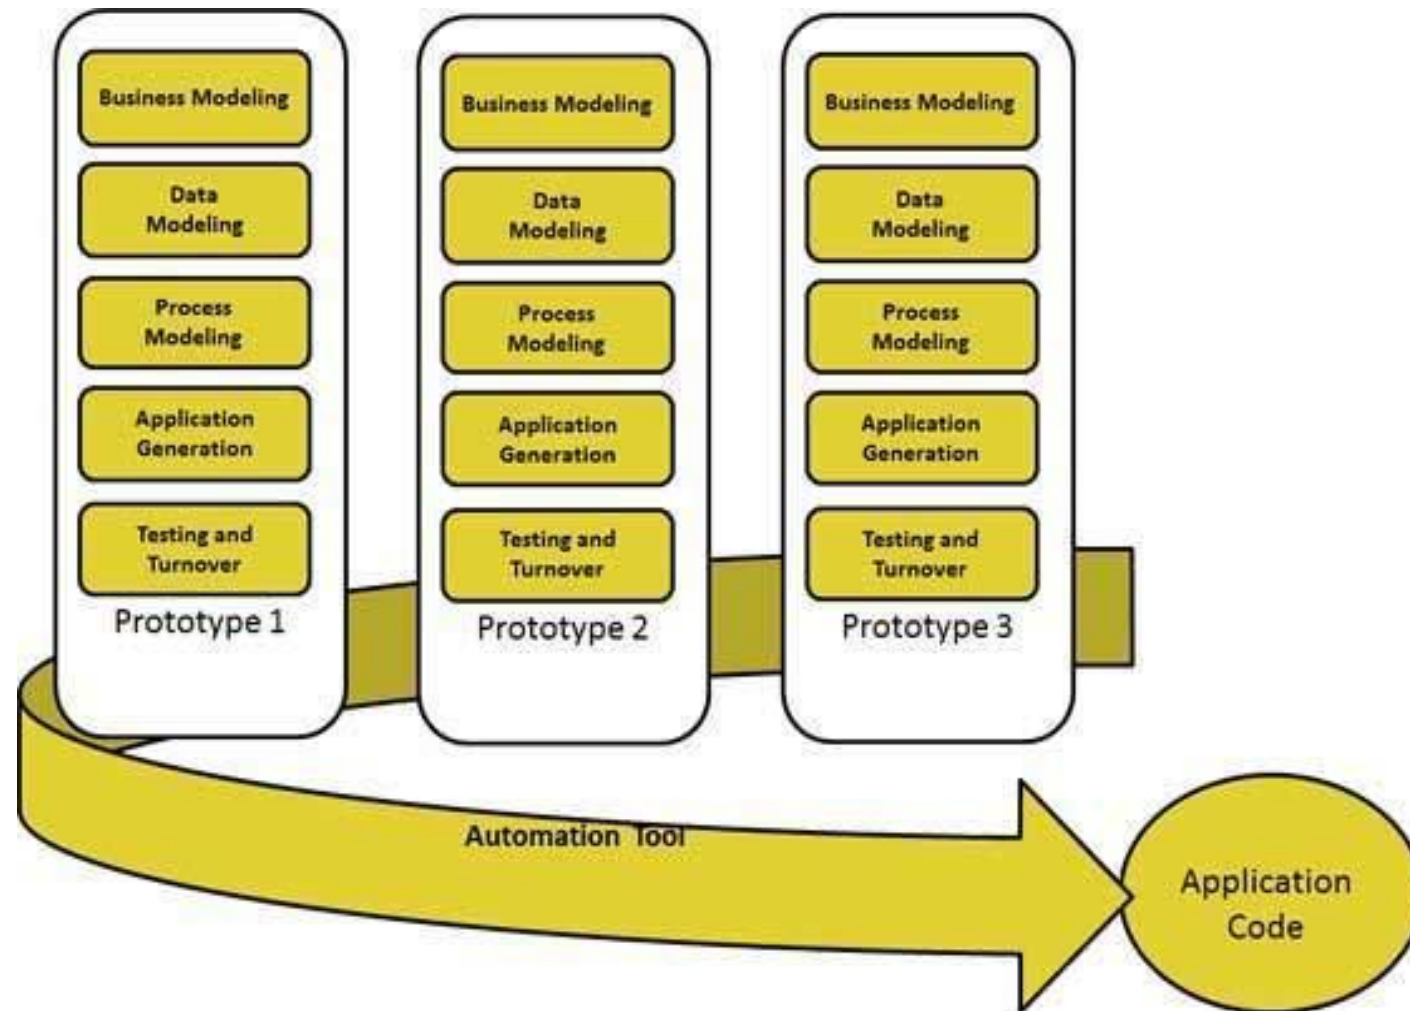 Business Modeling
Data
Modeling
Process
Modeling
Application
Generation
Testing and
Turnover
Prototype 1
Business Modeling
Data
Modeling
Process
Modeling
Application
Generation
Testing and
Turnover
Prototype 2
Business Modeling
Data
Modeling
Process
Modeling
Application
Generation
Testing and
Turnover
Prototype 3
Automation Tool
Application
Code